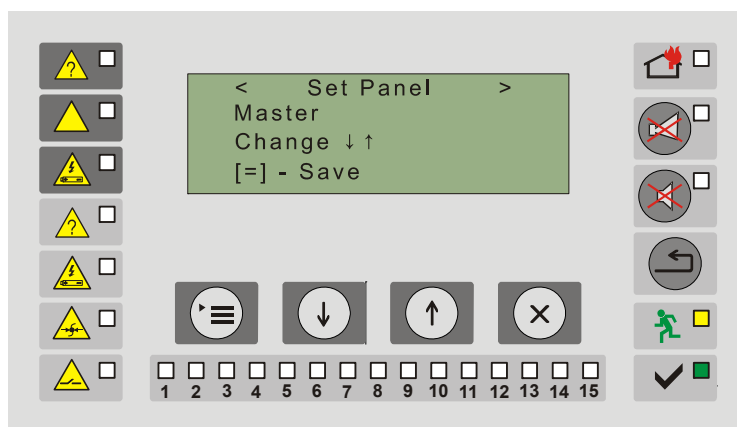 < Set Panel >
Master
Change ↓ ↑
[=] - Save
? 
? 
1 2 3 4 5 6 7 8 9 10 11 12 13 14 15